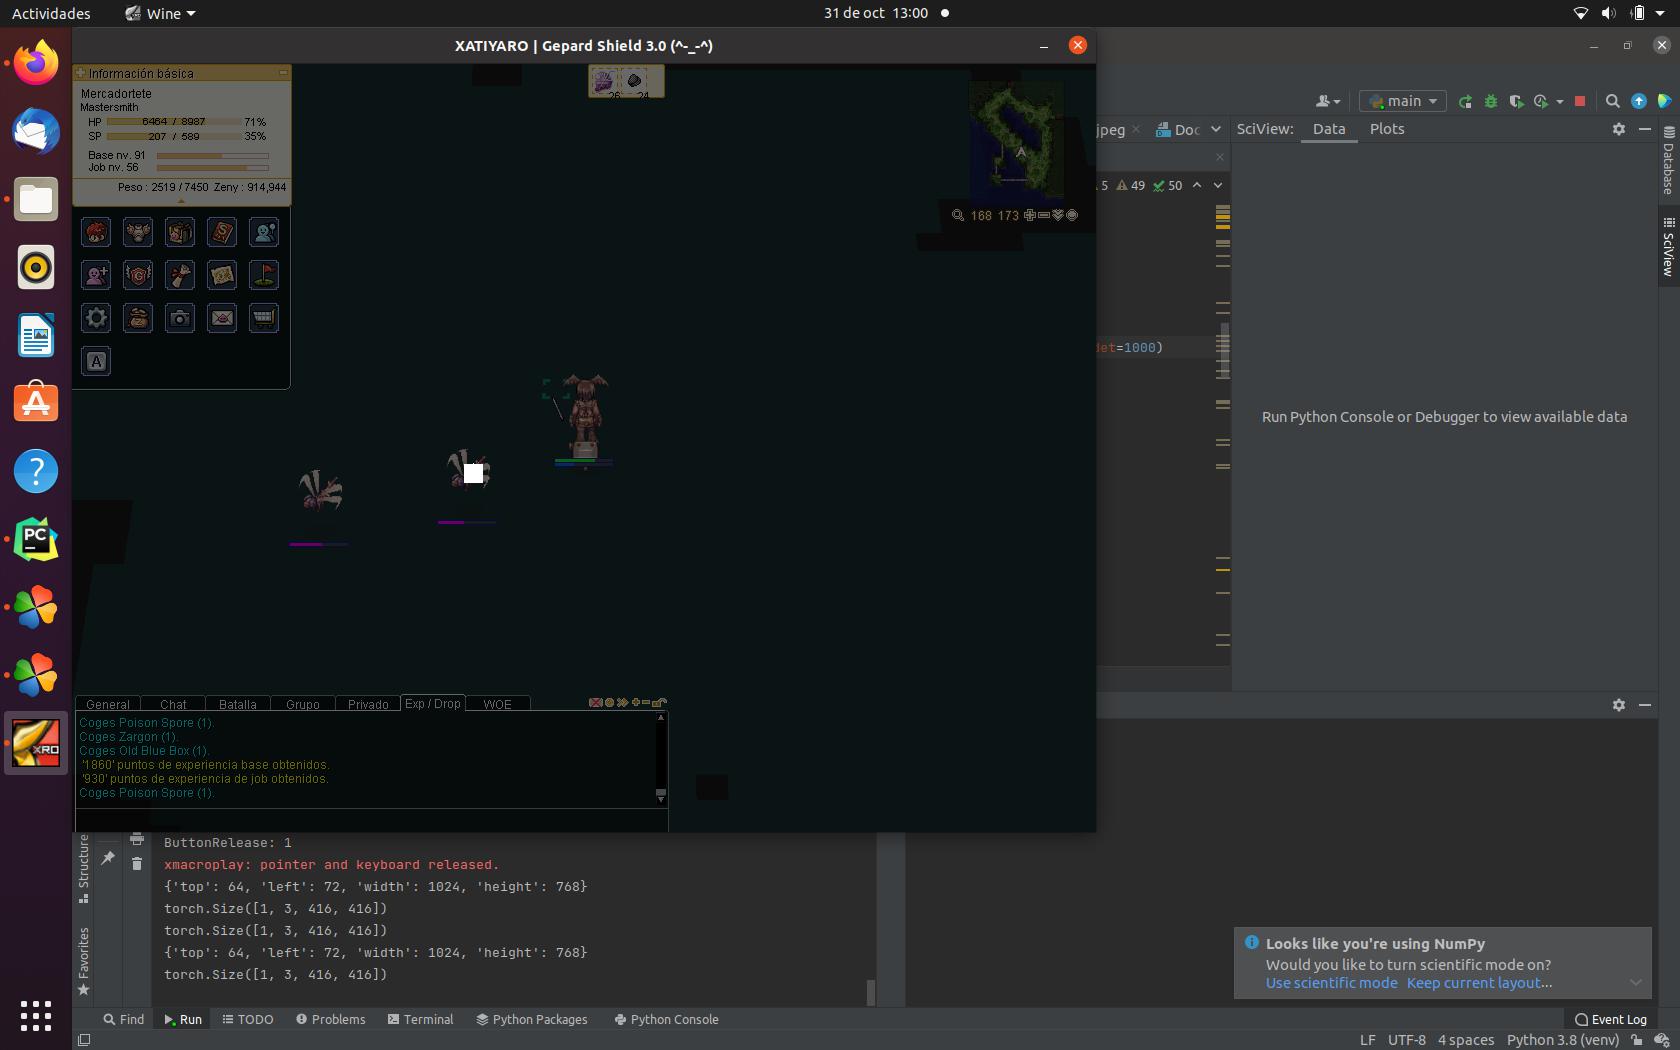 Actividades
Wine
31 de oct 13:00
XATIYARO | Gepard Shield 3.0 (^-_-^)
Información básica
Mercadortete
Mastersmith
HP 6464 / 8987 71%
SP 207 / 589 35%
Base nv. 91
Job nv. 56
Peso : 2519 / 7450 Zeny : 914,944
26 24
168 173
A
General Chat Batalla Grupo Privado Exp / Drop WOE
Coges Poison Spore (1).
Coges Zargon (1).
Coges Old Blue Box (1).
'1860' puntos de experiencia base obtenidos.
'930' puntos de experiencia de job obtenidos.
Coges Poison Spore (1).
main
jpeg Doc
SciView: Data Plots
5 49 50
det=1000)
Run Python Console or Debugger to view available data
Database
SciView
PC
XRO
Structure
Favorites
ButtonRelease: 1
xmacroplay: pointer and keyboard released.
{'top': 64, 'left': 72, 'width': 1024, 'height': 768}
torch.Size([1, 3, 416, 416])
torch.Size([1, 3, 416, 416])
{'top': 64, 'left': 72, 'width': 1024, 'height': 768}
torch.Size([1, 3, 416, 416])
Looks like you're using NumPy
Would you like to turn scientific mode on?
Use scientific mode Keep current layout...
Find Run TODO Problems Terminal Python Packages Python Console Event Log
LF UTF-8 4 spaces Python 3.8 (venv)